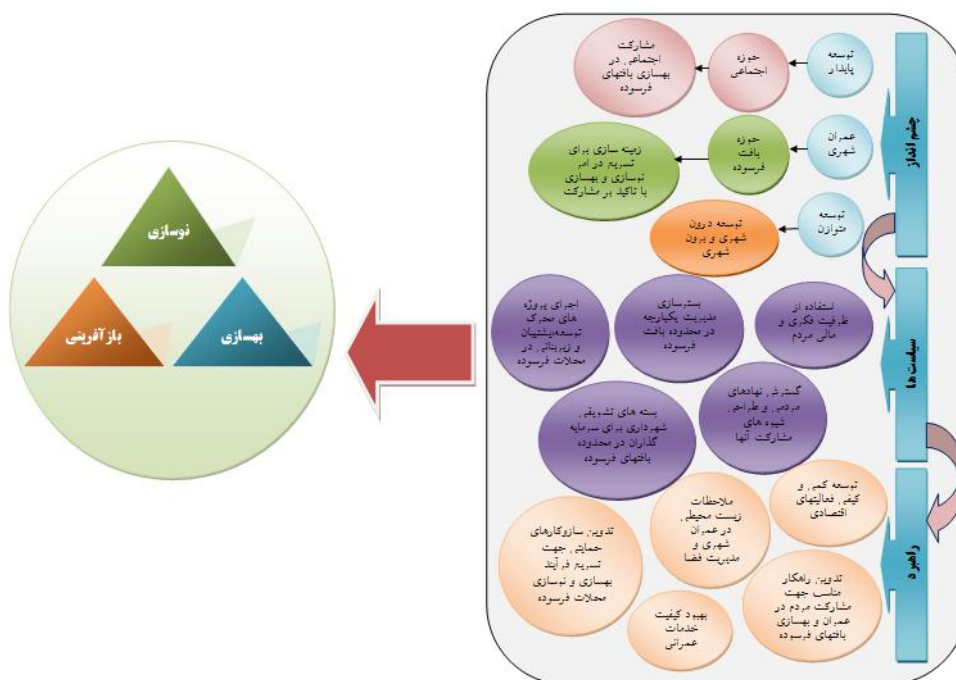 چشم انداز
توسعه
پایدار
حوزه
اجتماعی
مشارکت
اجتماعی در
بهسازی بافتهای
فرسوده
عمران
شهری
حوزه
بافت
فرسوده
زمینه سازی برای
تسریع در امر
نوسازی و بهسازی
با تاکید بر مشارکت
توسعه
متوازن
توسعه درون
شهری و برون
شهری
سیاست ها
استفاده از
ظرفیت فکری و
مالی مردم
بسترسازی
مدیریت یکپارچه
در محدوده بافت
فرسوده
اجرای پروژه
های محرک
توسعه،پشتیبان
و زیربنائی در
محلات فرسوده
گسترش نهادهای
مردمی و طراحی
شیوه های
مشارکت آنها
بسته های تشویقی
شهرداری برای سرمایه
گذاران در محدوده
بافتهای فرسوده
راهبرد
توسعه کمی و
کیفی فعالیتهای
اقتصادی
ملاحظات
زیست محیطی
در عمران
شهری و
مدیریت فضا
تدوین سازوکارهای
حمایتی جهت
تسریع فرآیند
بهسازی و نوسازی
محلات فرسوده
تدوین راهکار
مناسب جهت
مشارکت مردم در
عمران و بهسازی
بافتهای فرسوده
بهبود کیفیت
خدمات
عمرانی
نوسازی
بهسازی
بازآفرینی